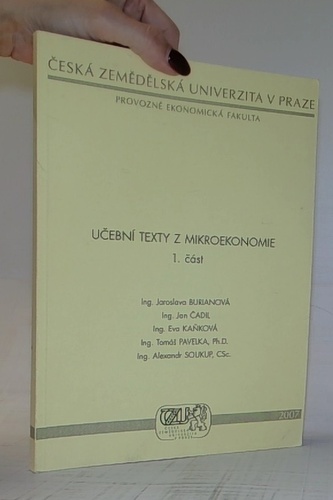 ČESKÁ ZEMĚDĚLSKÁ UNIVERZITA V PRAZE
PROVOZNĚ EKONOMICKÁ FAKULTA
UČEBNÍ TEXTY Z MIKROEKONOMIE
1. část
Ing. Jaroslava BURIANOVÁ
Ing. Jan ČADIL
Ing. Eva KAŇKOVÁ
Ing. Tomáš PAVELKA, Ph.D.
Ing. Alexandr SOUKUP, CSc.
ČZU
2007